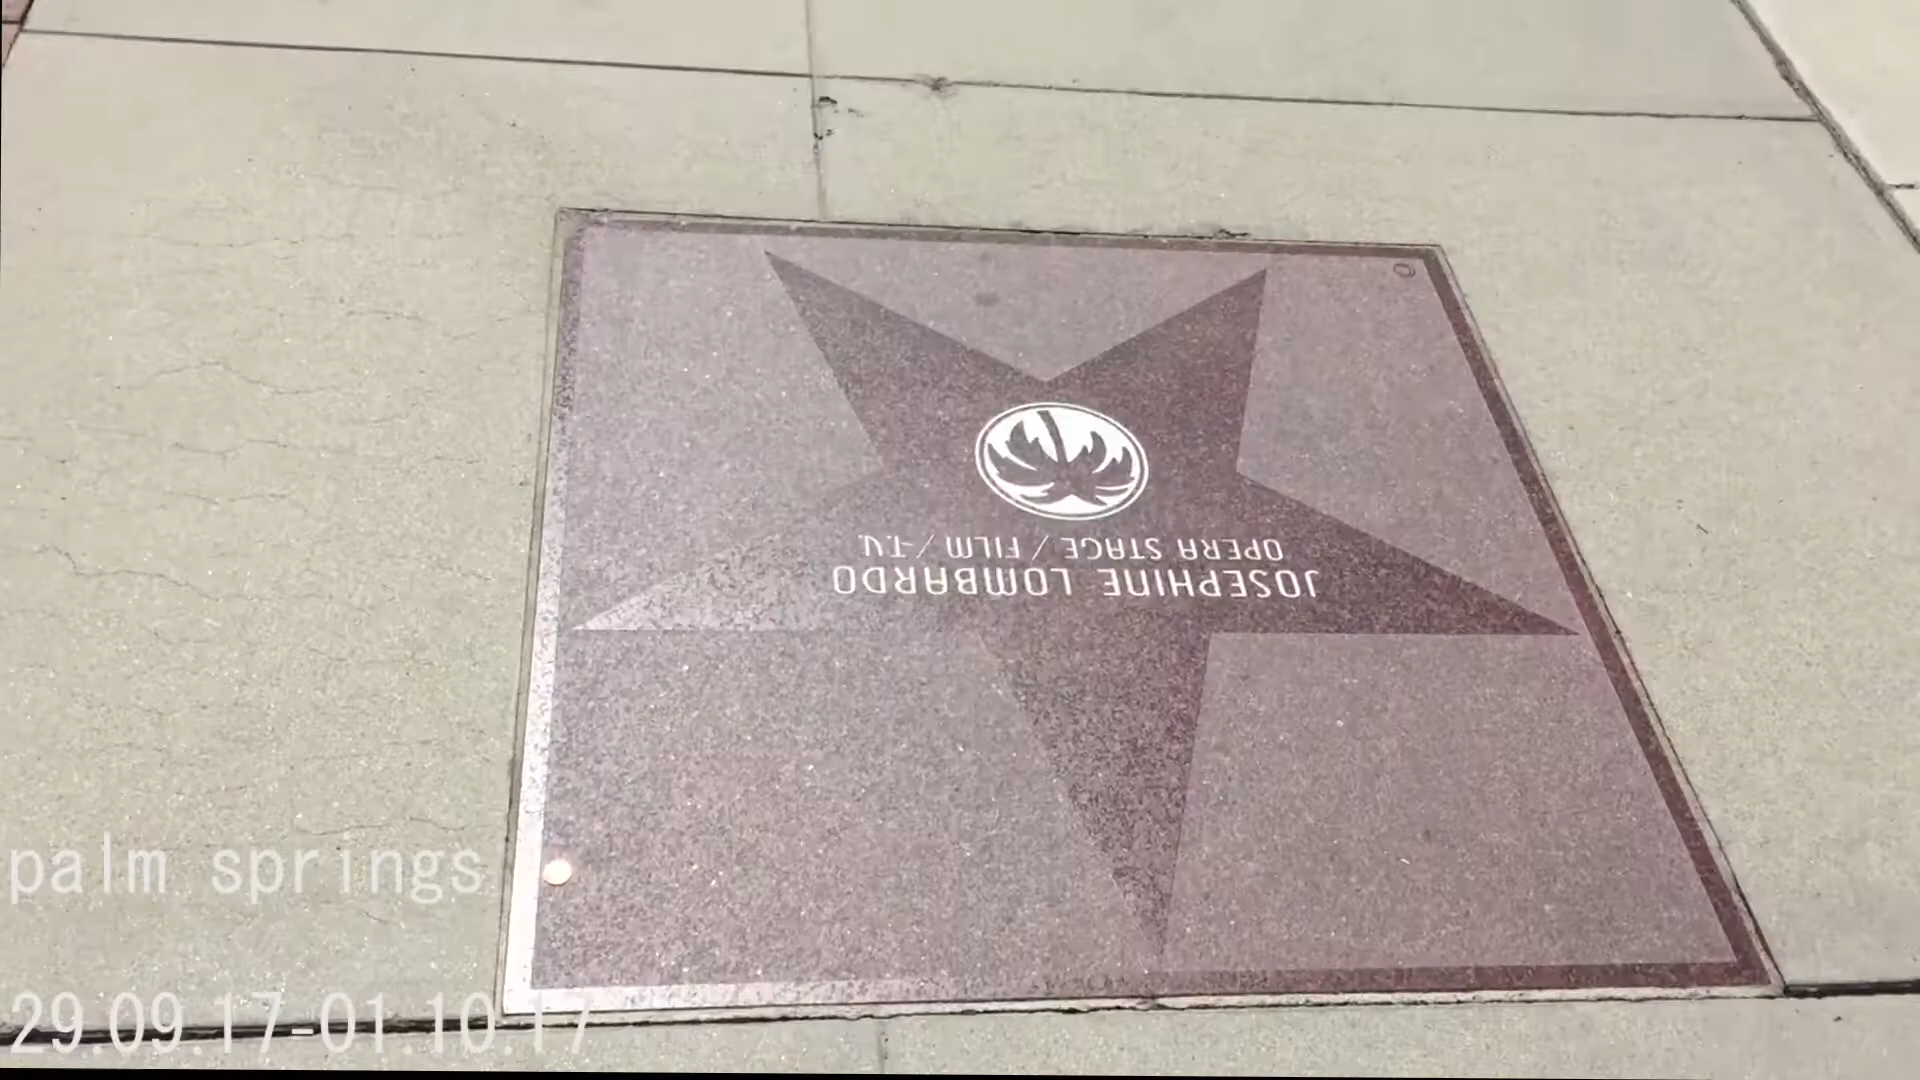 JOSEPHINE LOMBARDO
OPERA STAGE / FILM / T.V.
palm springs
29.09.17-01.10.17